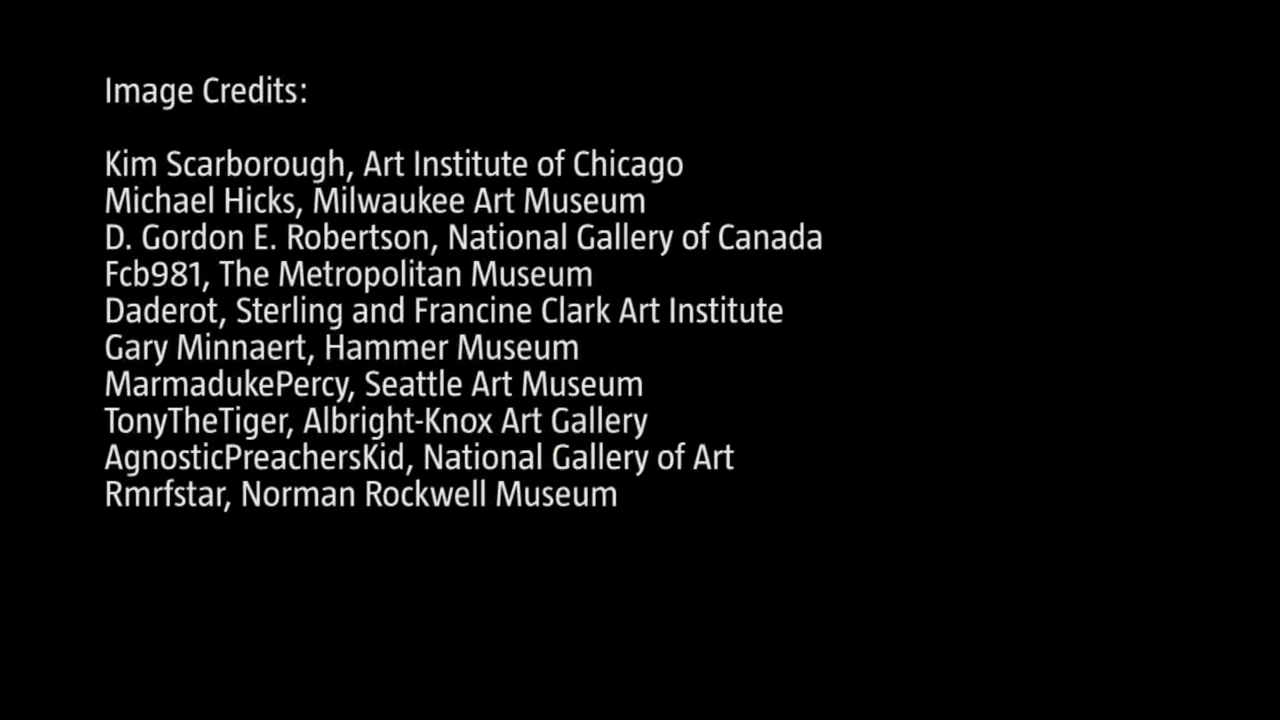 Image Credits:
Kim Scarborough, Art Institute of Chicago
Michael Hicks, Milwaukee Art Museum
D. Gordon E. Robertson, National Gallery of Canada
Fcb981, The Metropolitan Museum
Daderot, Sterling and Francine Clark Art Institute
Gary Minnaert, Hammer Museum
MarmadukePercy, Seattle Art Museum
TonyTheTiger, Albright-Knox Art Gallery
AgnosticPreachersKid, National Gallery of Art
Rmrfstar, Norman Rockwell Museum